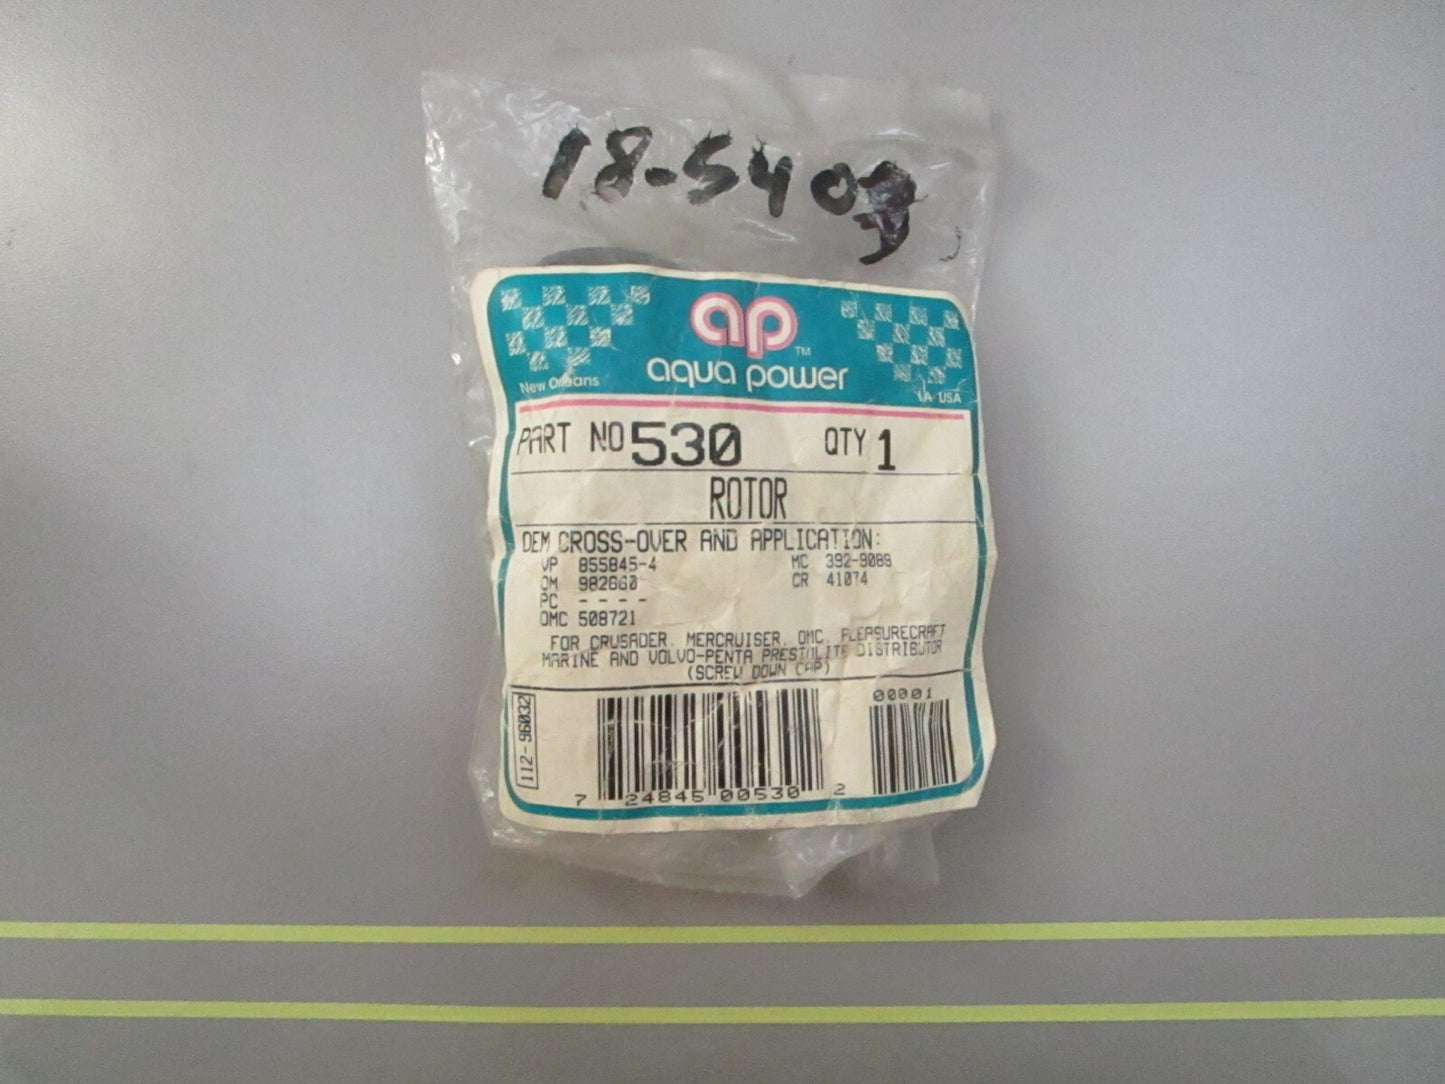 18-5403
ap TM
aqua power
New Orleans LA USA
PART NO 530 QTY 1
ROTOR
OEM CROSS-OVER AND APPLICATION:
VP 855845-4 MC 392-9089
OM 982660 CR 41074
PC - - - -
OMC 508721
FOR CRUSADER, MERCRUISER, OMC, PLEASURECRAFT
MARINE AND VOLVO-PENTA PRESTOLITE DISTRIBUTOR
(SCREW DOWN CAP)
112-96032
00001
7 24845 00530 2